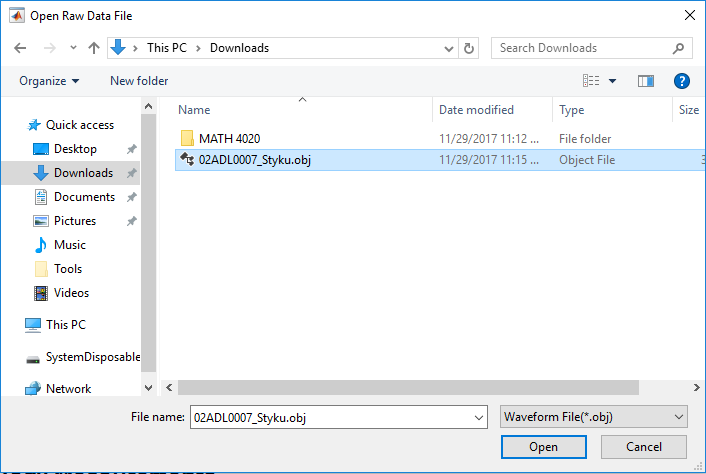 Open Raw Data File
This PC > Downloads
Search Downloads
Organize
New folder
Name
Date modified
Type
Size
Quick access
Desktop
Downloads
Documents
Pictures
Music
Tools
Videos
This PC
SystemDisposable
Network
MATH 4020 11/29/2017 11:12 ... File folder
02ADL0007_Styku.obj 11/29/2017 11:15 ... Object File 3
File name: 02ADL0007_Styku.obj
Waveform File(*.obj)
Open
Cancel